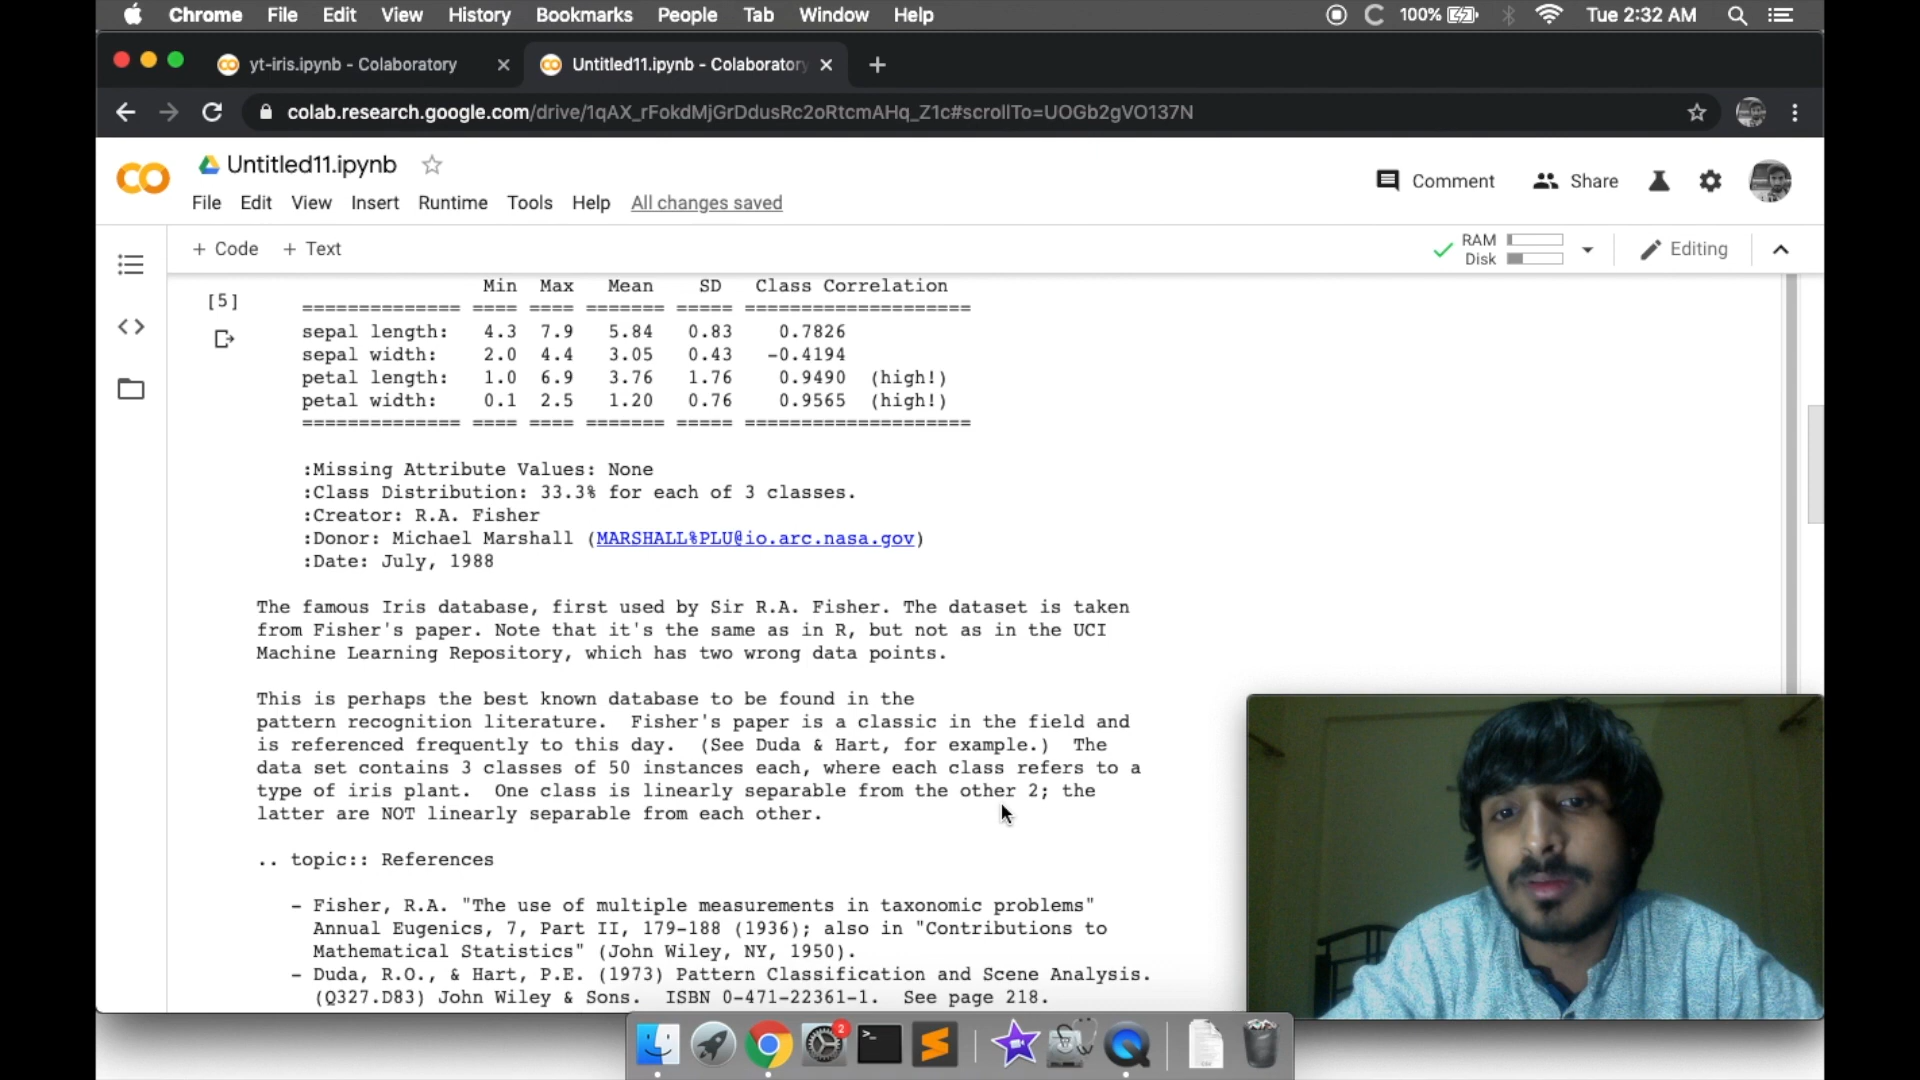 Chrome File Edit View History Bookmarks People Tab Window Help 100% Tue 2:32 AM
yt-iris.ipynb - Colaboratory Untitled11.ipynb - Colaboratory
colab.research.google.com/drive/1qAX_rFokdMjGrDdusRc2oRtcmAHq_Z1c#scrollTo=UOGb2gVO137N
Untitled11.ipynb
Comment Share
File Edit View Insert Runtime Tools Help All changes saved
+ Code + Text RAM Disk Editing
Min Max Mean SD Class Correlation
[5]
============== ==== ==== ======= ===== ====================
sepal length: 4.3 7.9 5.84 0.83 0.7826
sepal width: 2.0 4.4 3.05 0.43 -0.4194
petal length: 1.0 6.9 3.76 1.76 0.9490 (high!)
petal width: 0.1 2.5 1.20 0.76 0.9565 (high!)
============== ==== ==== ======= ===== ====================
:Missing Attribute Values: None
:Class Distribution: 33.3% for each of 3 classes.
:Creator: R.A. Fisher
:Donor: Michael Marshall (MARSHALL%PLU@io.arc.nasa.gov)
:Date: July, 1988
The famous Iris database, first used by Sir R.A. Fisher. The dataset is taken
from Fisher's paper. Note that it's the same as in R, but not as in the UCI
Machine Learning Repository, which has two wrong data points.
This is perhaps the best known database to be found in the
pattern recognition literature. Fisher's paper is a classic in the field and
is referenced frequently to this day. (See Duda & Hart, for example.) The
data set contains 3 classes of 50 instances each, where each class refers to a
type of iris plant. One class is linearly separable from the other 2; the
latter are NOT linearly separable from each other.
.. topic:: References
- Fisher, R.A. "The use of multiple measurements in taxonomic problems"
Annual Eugenics, 7, Part II, 179-188 (1936); also in "Contributions to
Mathematical Statistics" (John Wiley, NY, 1950).
- Duda, R.O., & Hart, P.E. (1973) Pattern Classification and Scene Analysis.
(Q327.D83) John Wiley & Sons. ISBN 0-471-22361-1. See page 218.
2